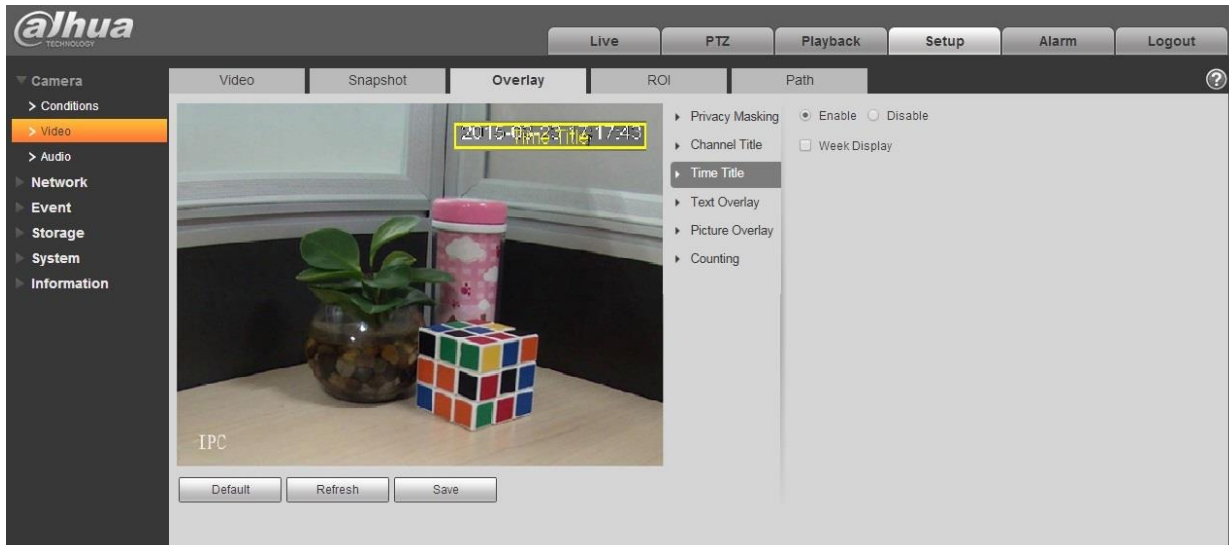 alhua
TECHNOLOGY
Live PTZ Playback Setup Alarm Logout
Camera
Conditions
Video
Audio
Network
Event
Storage
System
Information
Video Snapshot Overlay ROI Path
Time Title
IPC
Privacy Masking
Channel Title
Time Title
Text Overlay
Picture Overlay
Counting
Enable Disable
Week Display
Default Refresh Save